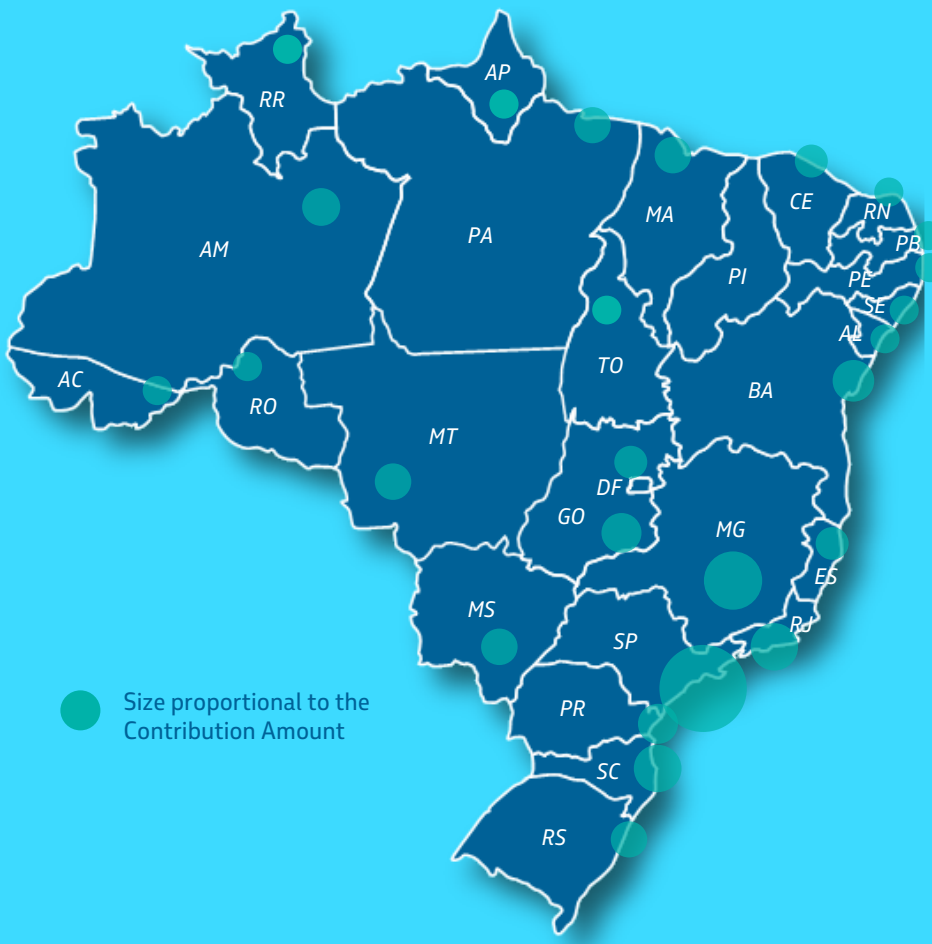 AP
RR
CE
RN
MA
PA
PB
AM
PI
PE
SE
AL
TO
AC
BA
RO
MT
DF
GO
MG
ES
MS
RJ
SP
Size proportional to the
Contribution Amount
PR
SC
RS